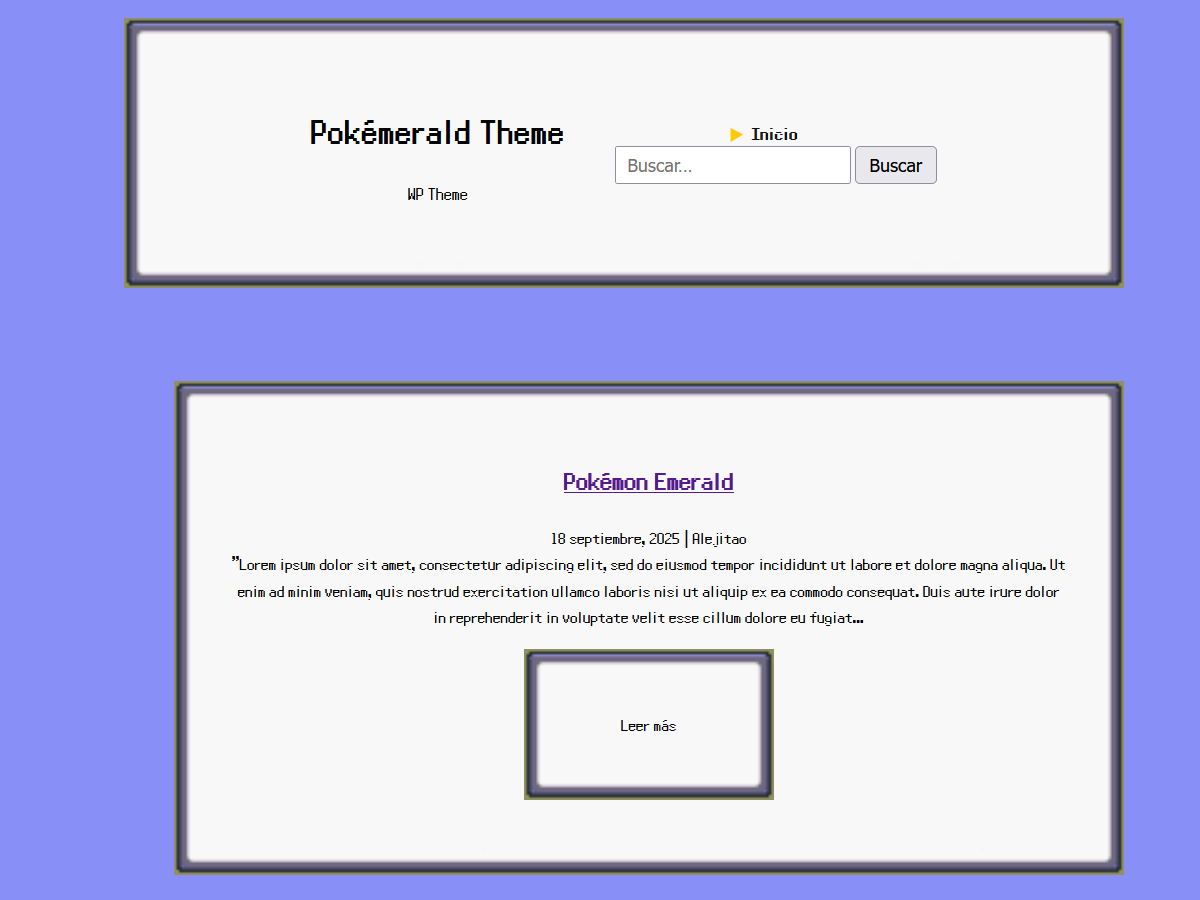 Pokémerald Theme
WP Theme
▶ Inicio
Buscar...
Buscar
Pokémon Emerald
18 septiembre, 2025 | Alejitao
"Lorem ipsum dolor sit amet, consectetur adipiscing elit, sed do eiusmod tempor incididunt ut labore et dolore magna aliqua. Ut
enim ad minim veniam, quis nostrud exercitation ullamco laboris nisi ut aliquip ex ea commodo consequat. Duis aute irure dolor
in reprehenderit in voluptate velit esse cillum dolore eu fugiat...
Leer más